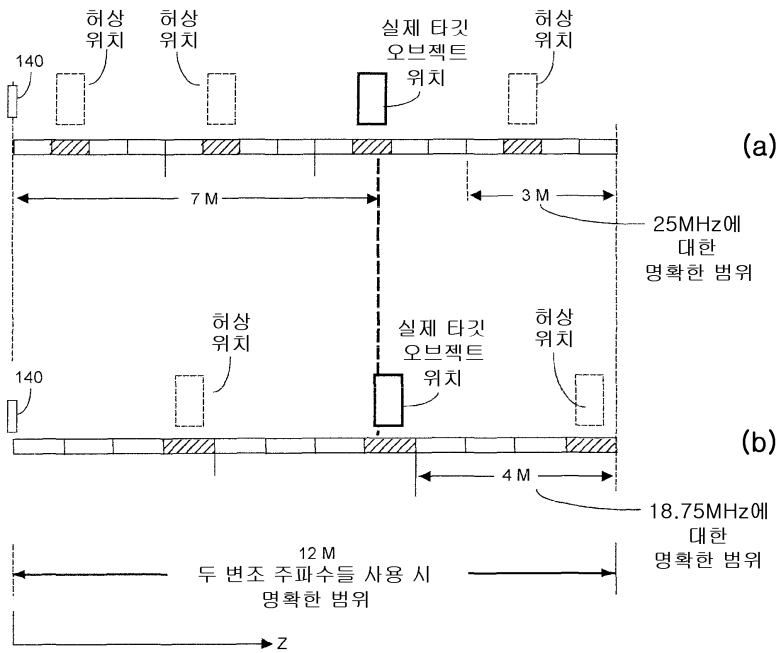 허상
위치
허상
위치
실제 타깃
오브젝트
위치
허상
위치
140
(a)
7 M
3 M
25MHz에
대한
명확한 범위
허상
위치
실제 타깃
오브젝트
위치
허상
위치
140
(b)
4 M
18.75MHz에
대한
명확한 범위
12 M
두 변조 주파수들 사용 시
명확한 범위
Z